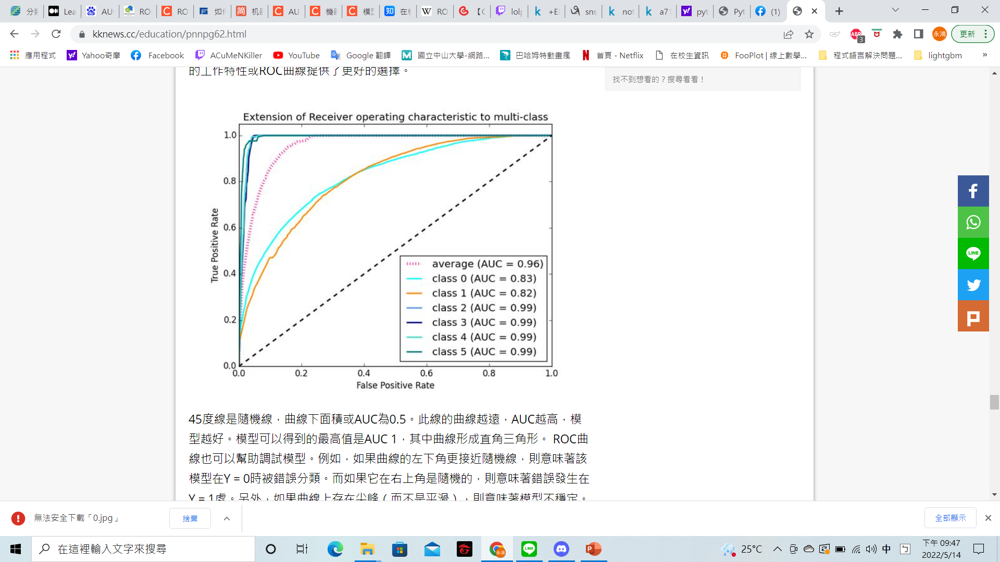 分券
Lea
AU
RO
RO
如何
机器
AU
機器
模型
在機
RO
【C
lolp
+EI
sns
not
a71
pyt
Pyt
(1)
kknews.cc/education/pnnpg62.html
3
永鴻
更新
應用程式
Yahoo奇摩
Facebook
ACuMeNKiller
YouTube
Google 翻譯
國立中山大學-網路...
巴哈姆特動畫瘋
首頁 - Netflix
在校生資訊
FooPlot | 線上數學...
程式語言解決問題...
lightgbm
»
的工作特性或ROC曲線提供了更好的選擇。
找不到想看的？搜尋看看！
Extension of Receiver operating characteristic to multi-class
1.0
0.8
0.6
0.4
0.2
0.0
True Positive Rate
average (AUC = 0.96)
class 0 (AUC = 0.83)
class 1 (AUC = 0.82)
class 2 (AUC = 0.99)
class 3 (AUC = 0.99)
class 4 (AUC = 0.99)
class 5 (AUC = 0.99)
0.0 0.2 0.4 0.6 0.8 1.0
False Positive Rate
LINE
45度線是隨機線，曲線下面積或AUC為0.5。此線的曲線越遠，AUC越高，模
型越好。模型可以得到的最高值是AUC 1，其中曲線形成直角三角形。 ROC曲
線也可以幫助調試模型。例如，如果曲線的左下角更接近隨機線，則意味著該
模型在Y = 0時被錯誤分類。而如果它在右上角是隨機的，則意味著錯誤發生在
Y = 1處。另外，如果曲線上存在尖峰（而不是平滑），則意味著模型不穩定。
無法安全下載「0.jpg」
捨棄
全部顯示
在這裡輸入文字來搜尋
25°C
中
ㄅ
下午 09:47
2022/5/14